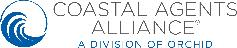 COASTAL AGENTS
ALLIANCE®
A DIVISION OF ORCHID